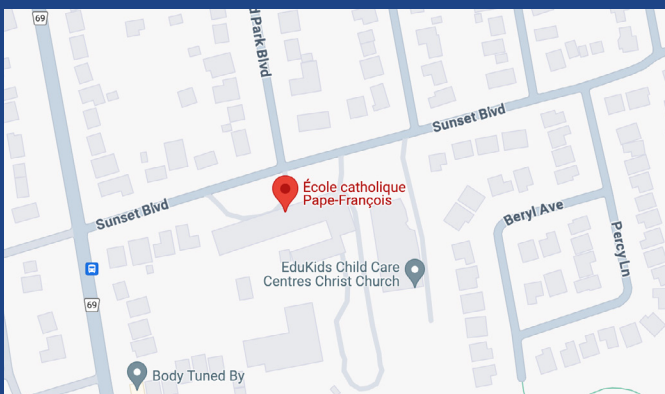 69
d Park Blvd
Sunset Blvd
École catholique
Pape-François
Sunset Blvd
Beryl Ave
Percy Ln
EduKids Child Care
Centres Christ Church
69
Body Tuned By